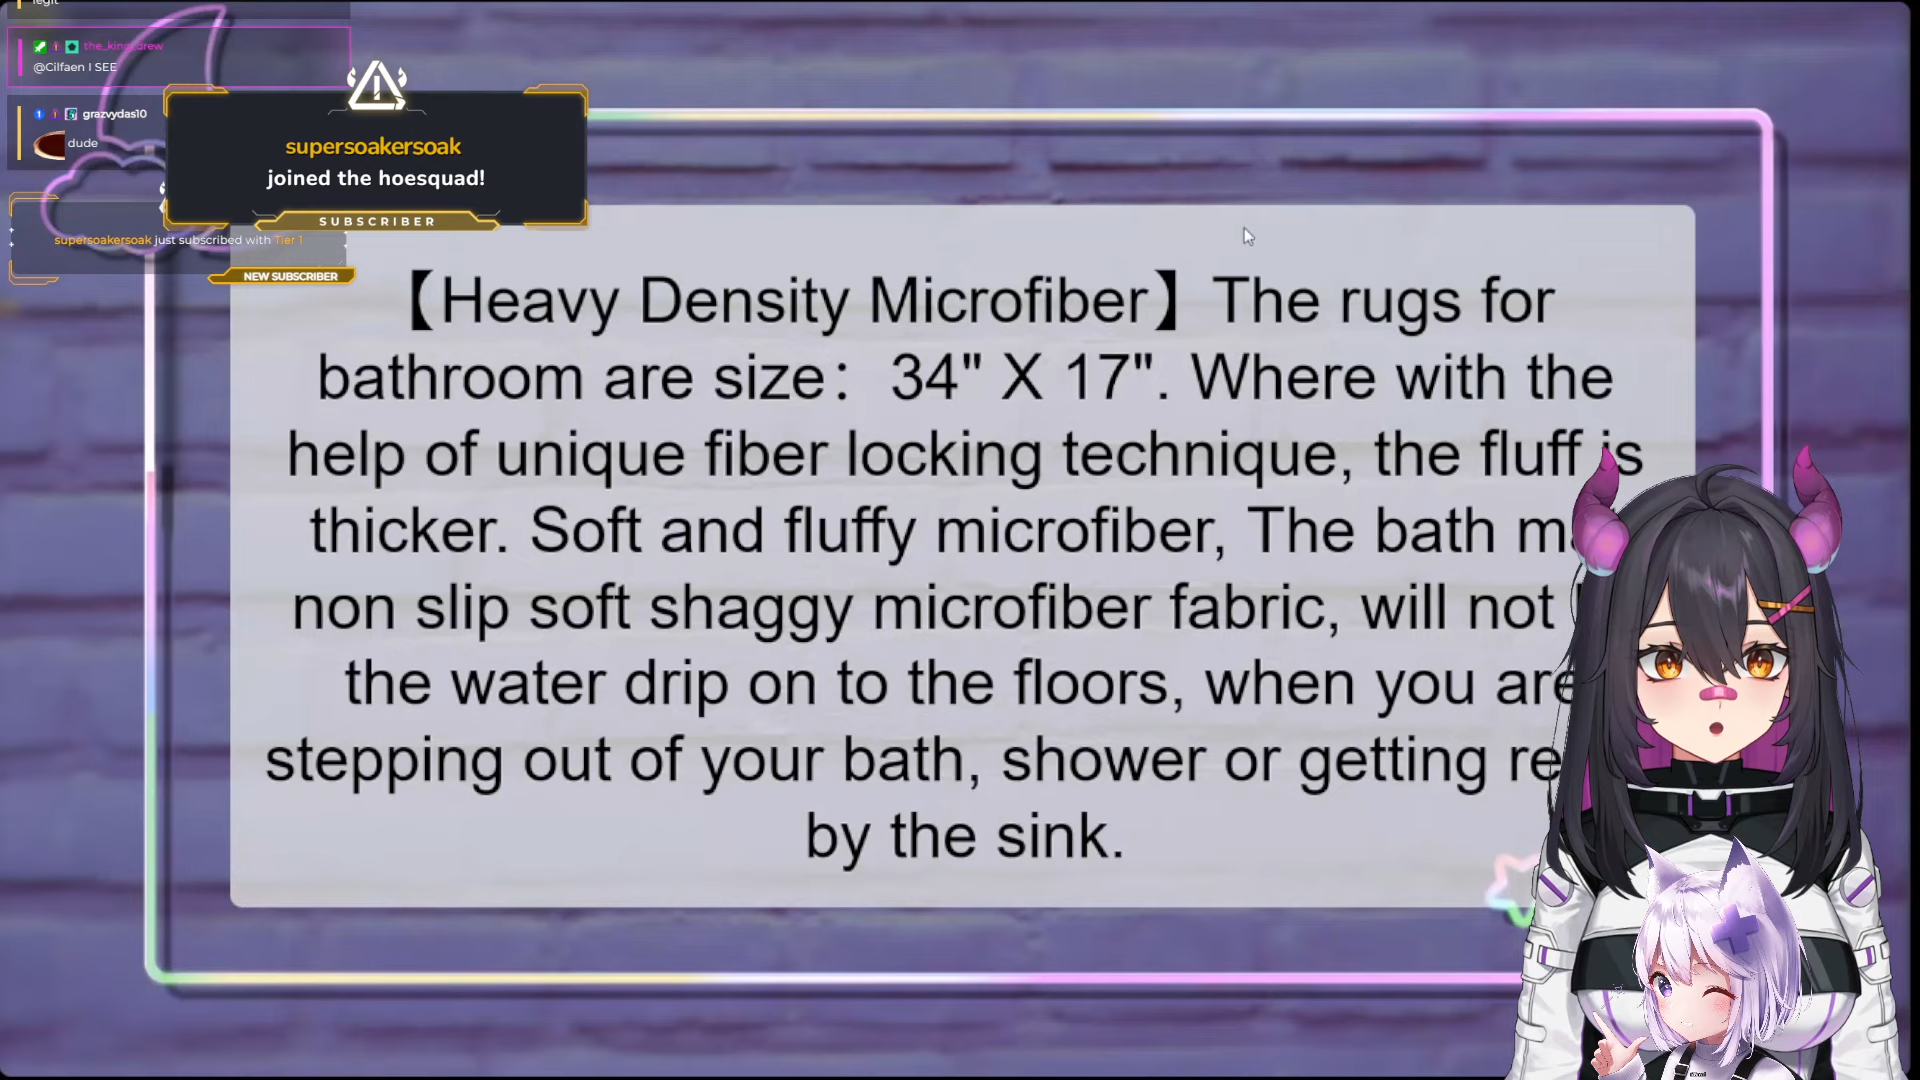 legit
the_king_drew
@Cilfaen I SEE
grazvydas10
dude
supersoakersoak
joined the hoesquad!
SUBSCRIBER
supersoakersoak just subscribed with Tier 1
NEW SUBSCRIBER
【Heavy Density Microfiber】The rugs for
bathroom are size：34" X 17". Where with the
help of unique fiber locking technique, the fluff is
thicker. Soft and fluffy microfiber, The bath
non slip soft shaggy microfiber fabric, will not
the water drip on to the floors, when you are
stepping out of your bath, shower or getting
by the sink.